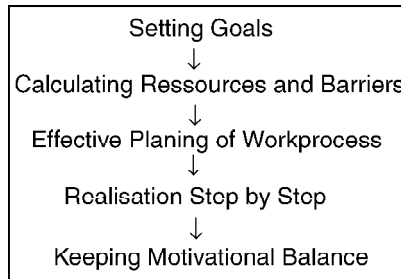 Setting Goals
↓
Calculating Ressources and Barriers
↓
Effective Planing of Workprocess
↓
Realisation Step by Step
↓
Keeping Motivational Balance